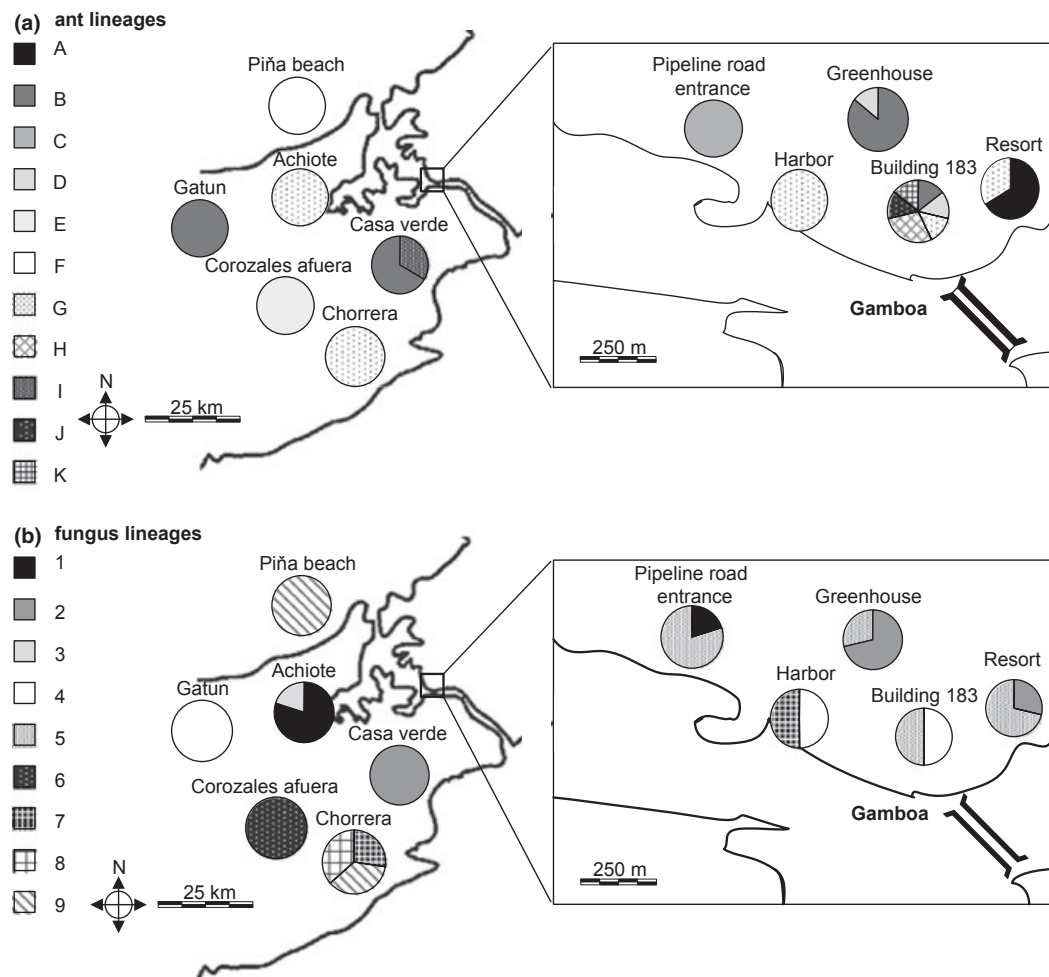 (a) ant lineages
A
B
C
D
E
F
G
H
I
J
K
N
25 km
Piňa beach
Achiote
Gatun
Casa verde
Corozales afuera
Chorrera
Pipeline road
entrance
Greenhouse
Harbor
Building 183
Resort
Gamboa
250 m
(b) fungus lineages
1
2
3
4
5
6
7
8
9
N
25 km
Piňa beach
Achiote
Gatun
Casa verde
Corozales afuera
Chorrera
Pipeline road
entrance
Greenhouse
Harbor
Building 183
Resort
Gamboa
250 m